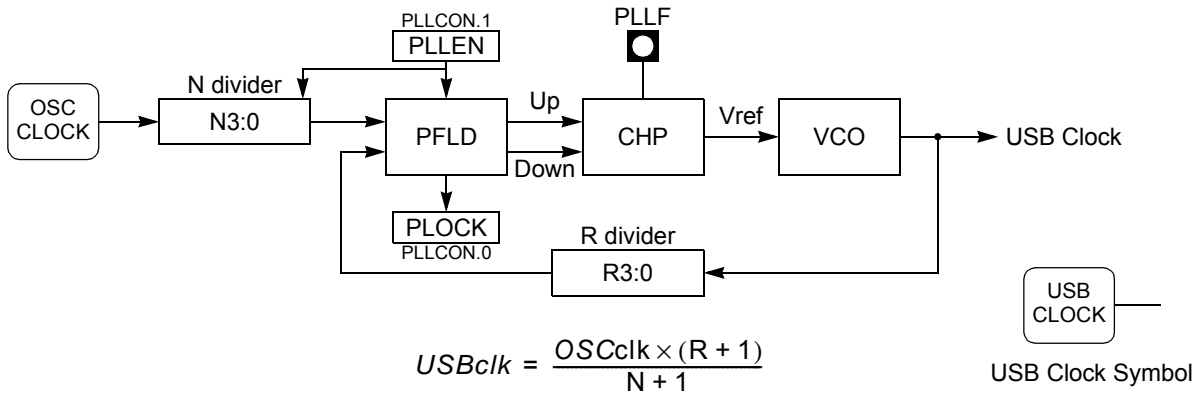 PLLCON.1
PLLEN
PLLF
N divider
OSC
CLOCK
N3:0
PFLD
Up
Down
CHP
Vref
VCO
USB Clock
PLOCK
PLLCON.0
R divider
R3:0
USB
CLOCK
USBclk = OSCclk × (R + 1)
N + 1
USB Clock Symbol